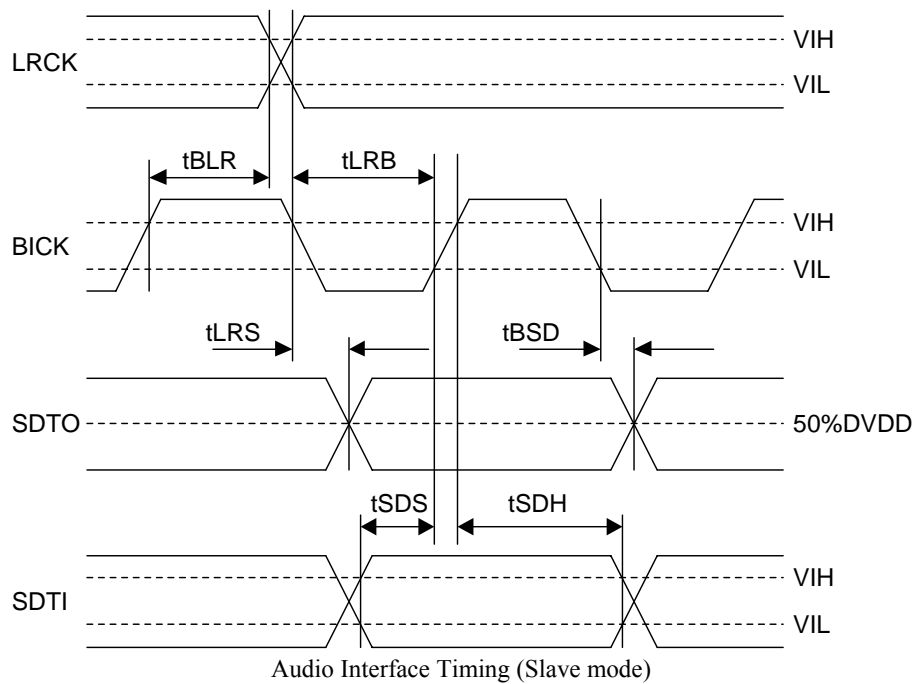 LRCK
VIH
VIL
tBLR
tLRB
BICK
VIH
VIL
tLRS
tBSD
SDTO
50%DVDD
tSDS
tSDH
SDTI
VIH
VIL
Audio Interface Timing (Slave mode)